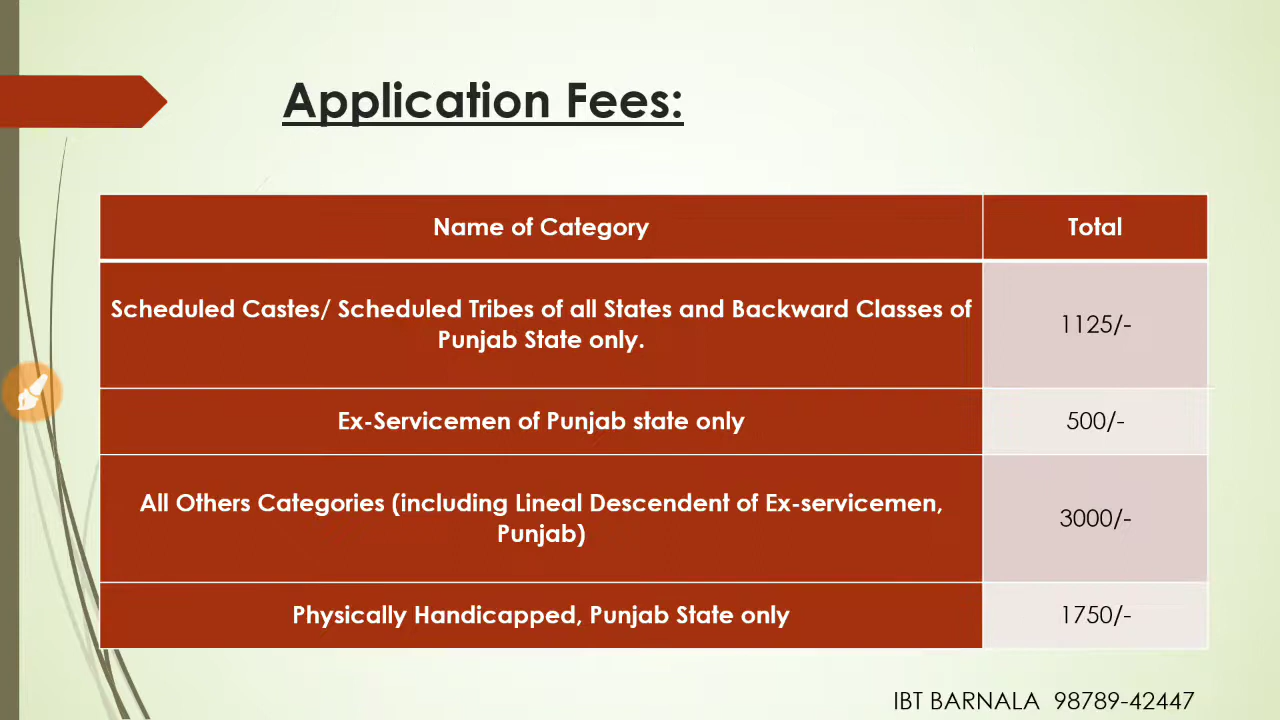 Application Fees:
Name of Category
Total
Scheduled Castes/ Scheduled Tribes of all States and Backward Classes of
Punjab State only.
1125/-
Ex-Servicemen of Punjab state only
500/-
All Others Categories (including Lineal Descendent of Ex-servicemen,
Punjab)
3000/-
Physically Handicapped, Punjab State only
1750/-
IBT BARNALA 98789-42447